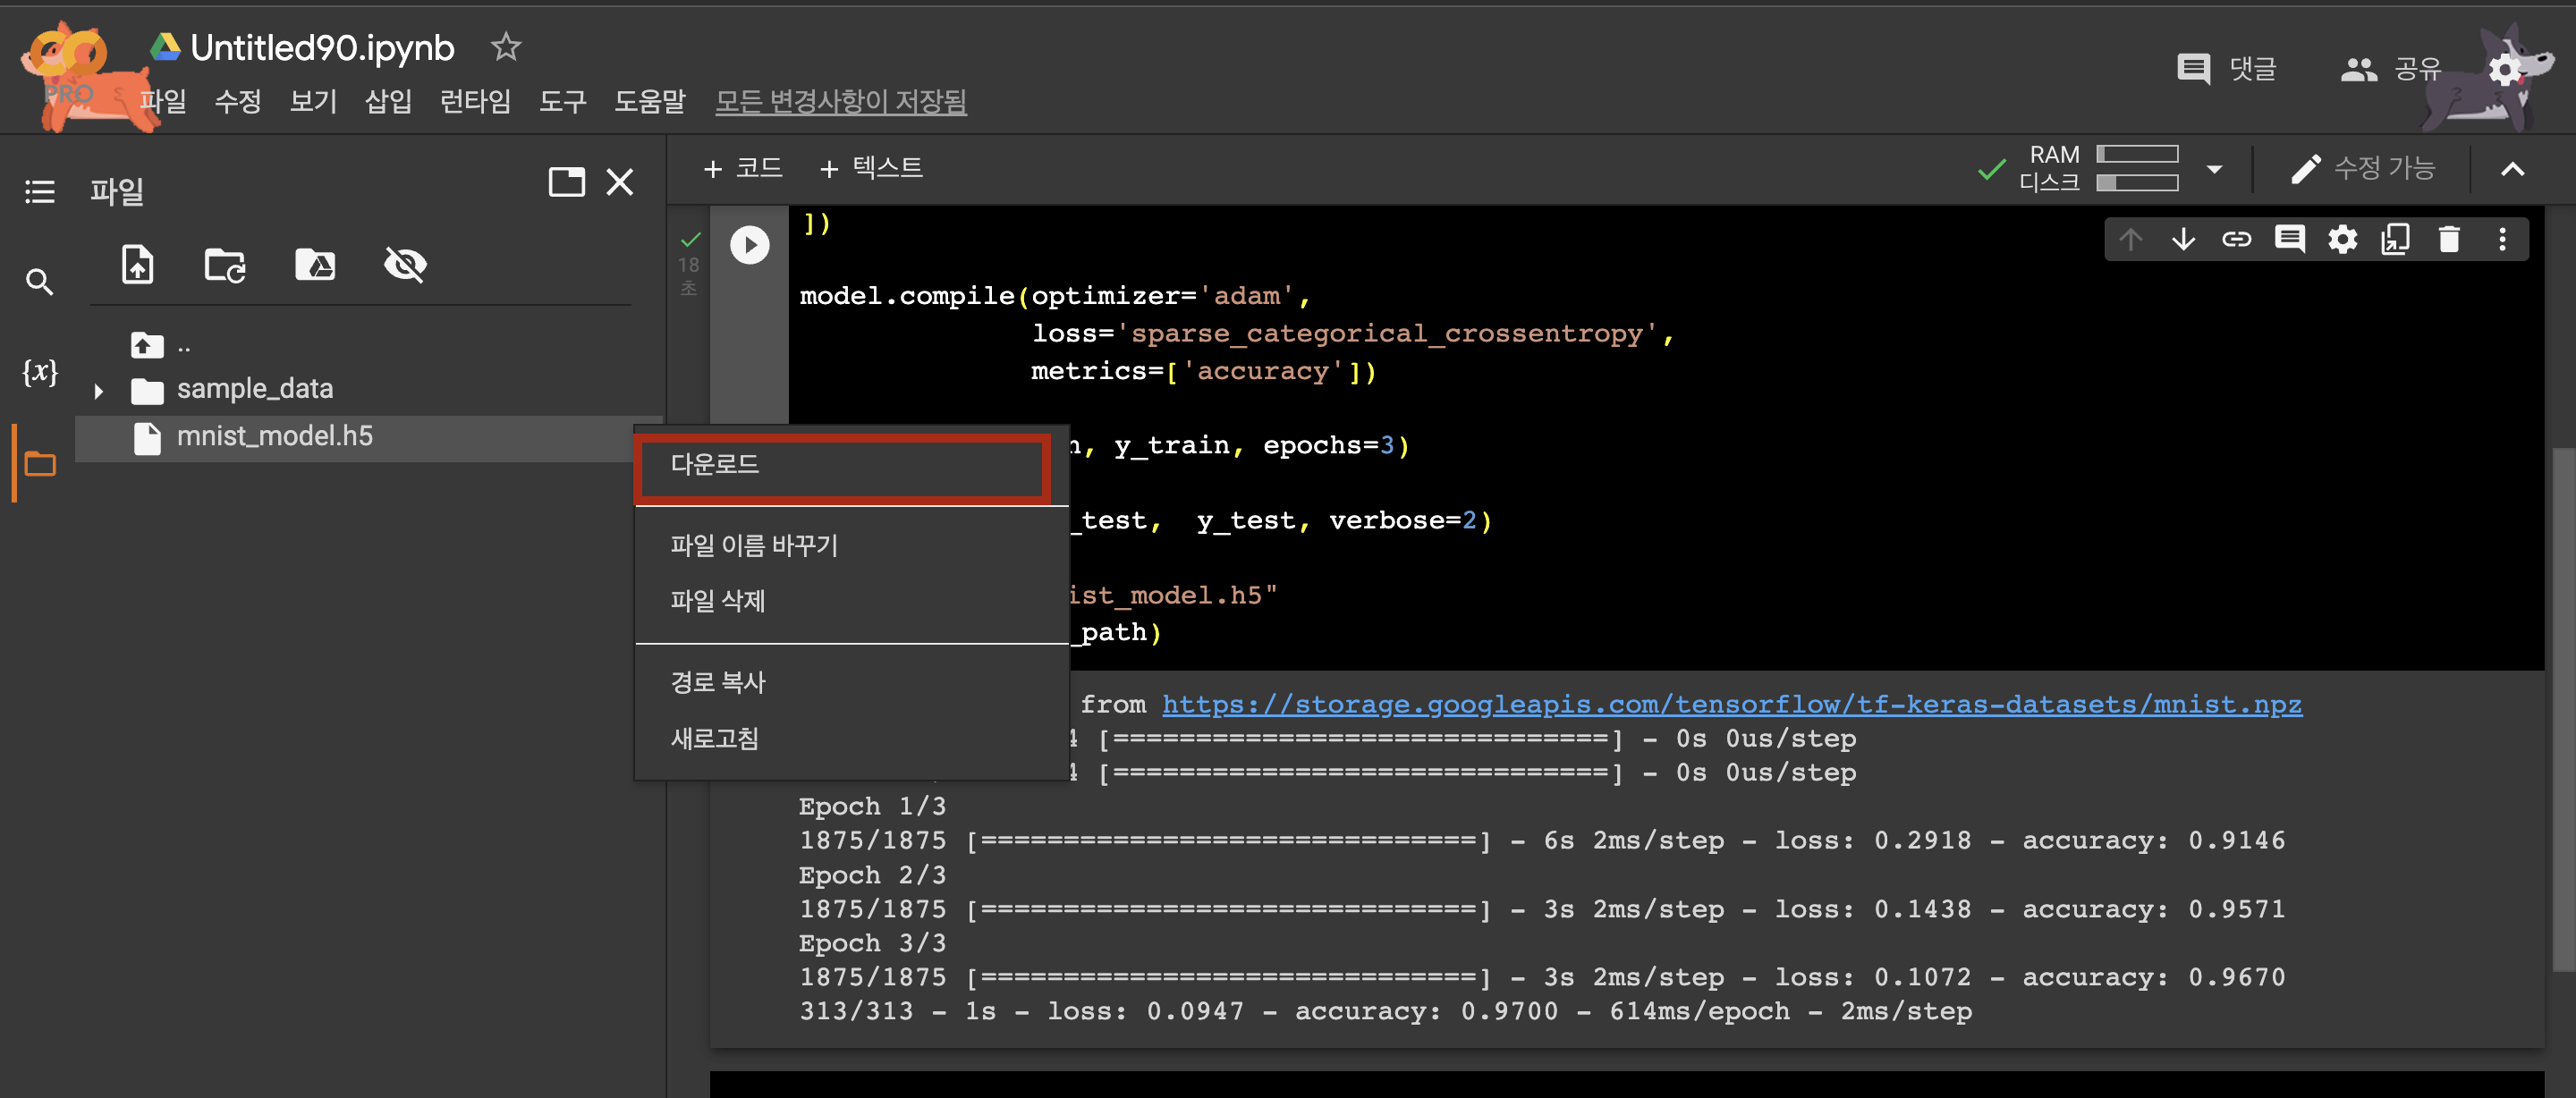 Untitled90.ipynb
PRO
파일 수정 보기 삽입 런타임 도구 도움말 모든 변경사항이 저장됨
댓글 공유
파일
..
sample_data
mnist_model.h5
{x}
+ 코드 + 텍스트
RAM
디스크
수정 가능
18
초
])
model.compile(optimizer='adam',
loss='sparse_categorical_crossentropy',
metrics=['accuracy'])
, y_train, epochs=3)
_test, y_test, verbose=2)
ist_model.h5"
_path)
다운로드
파일 이름 바꾸기
파일 삭제
경로 복사
새로고침
from https://storage.googleapis.com/tensorflow/tf-keras-datasets/mnist.npz
[==============================] - 0s 0us/step
[==============================] - 0s 0us/step
Epoch 1/3
1875/1875 [==============================] - 6s 2ms/step - loss: 0.2918 - accuracy: 0.9146
Epoch 2/3
1875/1875 [==============================] - 3s 2ms/step - loss: 0.1438 - accuracy: 0.9571
Epoch 3/3
1875/1875 [==============================] - 3s 2ms/step - loss: 0.1072 - accuracy: 0.9670
313/313 - 1s - loss: 0.0947 - accuracy: 0.9700 - 614ms/epoch - 2ms/step